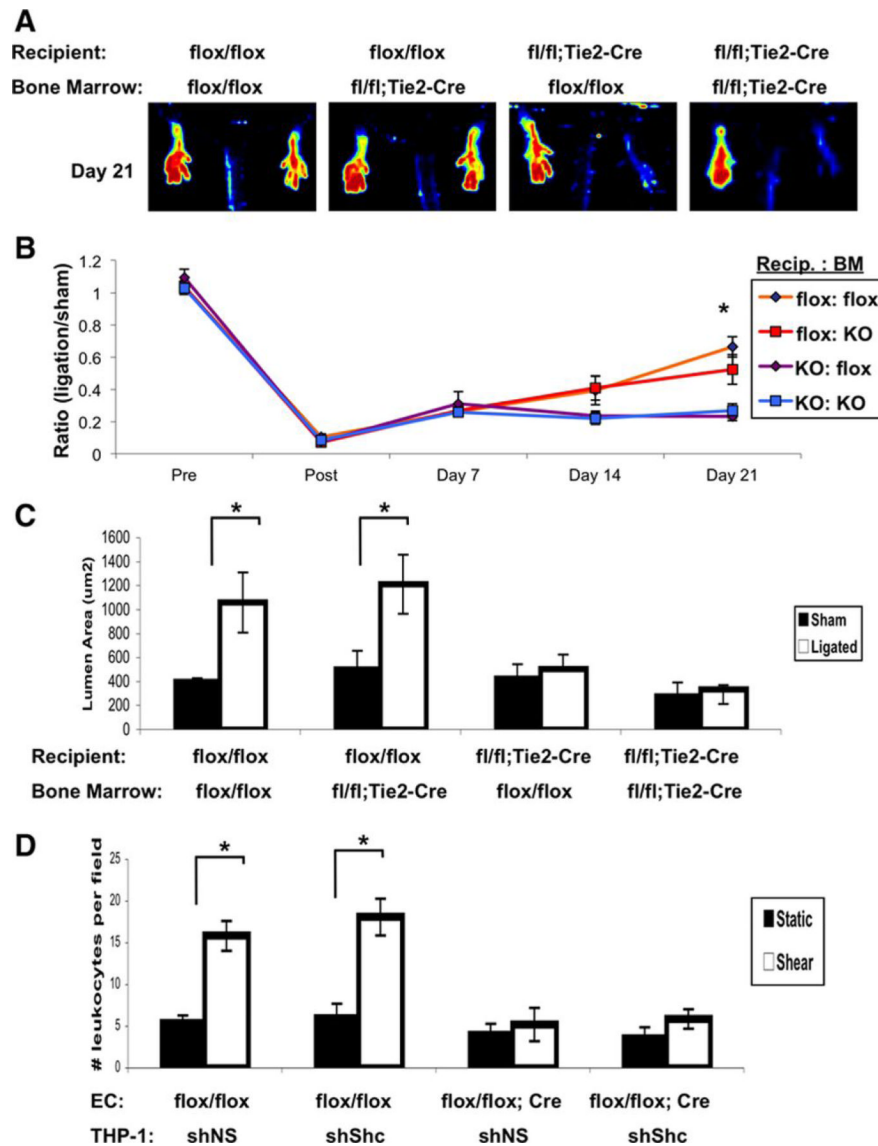 A
Recipient: flox/flox flox/flox fl/fl;Tie2-Cre fl/fl;Tie2-Cre
Bone Marrow: flox/flox fl/fl;Tie2-Cre flox/flox fl/fl;Tie2-Cre
Day 21
B
Ratio (ligation/sham)
1.2
1
0.8
0.6
0.4
0.2
0
Pre Post Day 7 Day 14 Day 21
*
Recip. : BM
flox: flox
flox: KO
KO: flox
KO: KO
C
Lumen Area (um2)
1600
1400
1200
1000
800
600
400
200
0
* *
Sham
Ligated
Recipient: flox/flox flox/flox fl/fl;Tie2-Cre fl/fl;Tie2-Cre
Bone Marrow: flox/flox fl/fl;Tie2-Cre flox/flox fl/fl;Tie2-Cre
D
# leukocytes per field
25
20
15
10
5
0
* *
Static
Shear
EC: flox/flox flox/flox flox/flox; Cre flox/flox; Cre
THP-1: shNS shShc shNS shShc